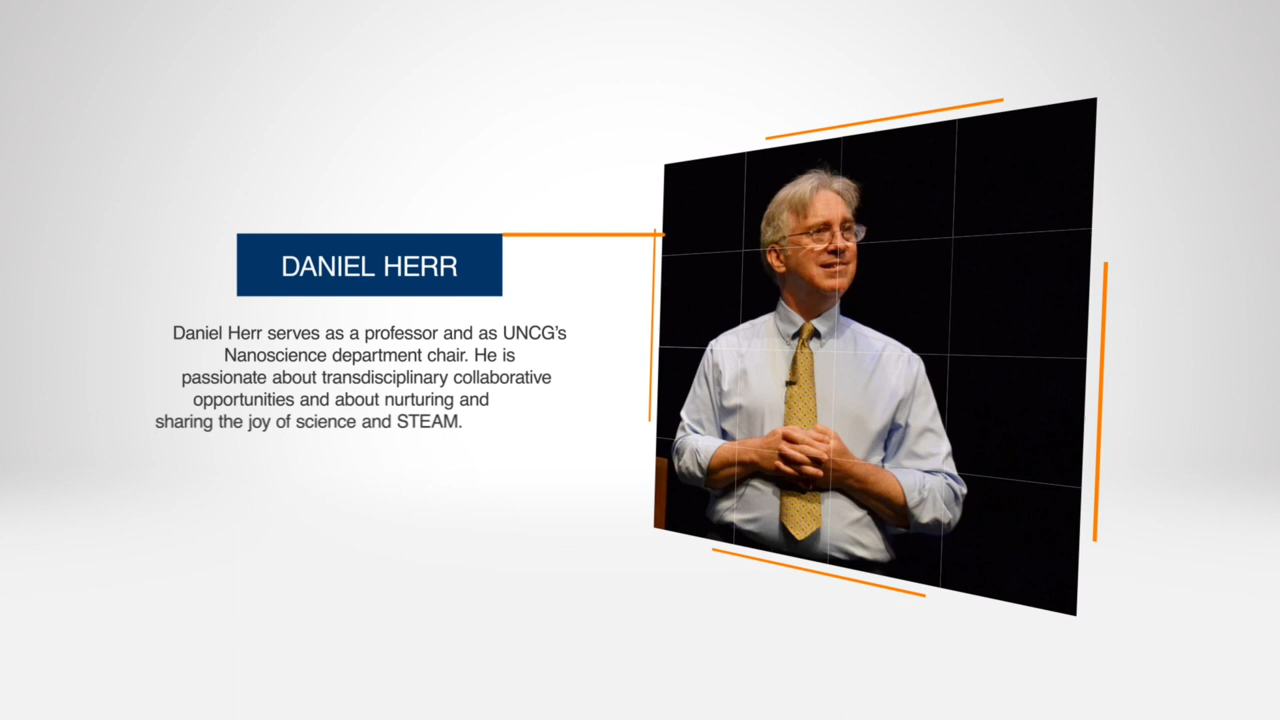 DANIEL HERR
Daniel Herr serves as a professor and as UNCG’s
Nanoscience department chair. He is
passionate about transdisciplinary collaborative
opportunities and about nurturing and
sharing the joy of science and STEAM.